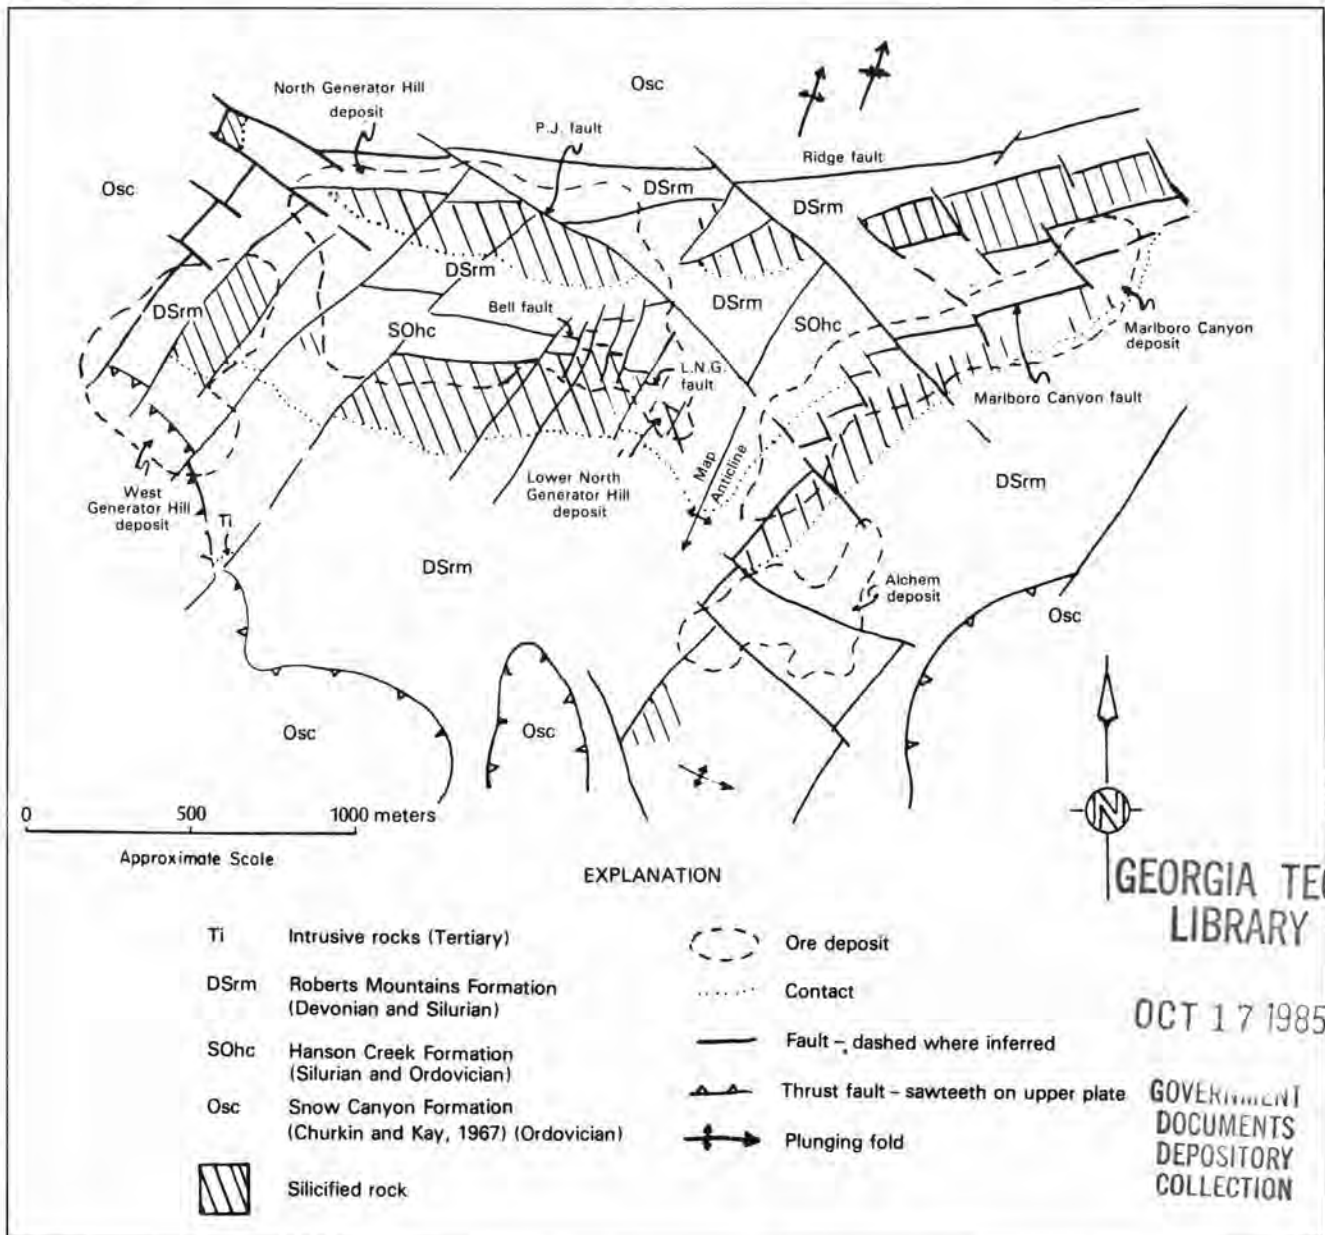 Osc
North Generator Hill
deposit
P.J. fault
Ridge fault
Osc
DSrm
DSrm
DSrm
DSrm
Bell fault
DSrm
SOhc
SOhc
Marlboro Canyon
deposit
L.N.G.
fault
Marlboro Canyon fault
Map
Anticline
West
Generator Hill
deposit
Lower North
Generator Hill
deposit
DSrm
Ti
DSrm
Alchem
deposit
Osc
Osc
Osc
0 500 1000 meters
Approximate Scale
N
EXPLANATION
Ti Intrusive rocks (Tertiary)
DSrm Roberts Mountains Formation
(Devonian and Silurian)
SOhc Hanson Creek Formation
(Silurian and Ordovician)
Osc Snow Canyon Formation
(Churkin and Kay, 1967) (Ordovician)
Silicified rock
Ore deposit
Contact
Fault – dashed where inferred
Thrust fault – sawteeth on upper plate
Plunging fold
GEORGIA TE
LIBRARY
OCT 17 1985
GOVERNMENT
DOCUMENTS
DEPOSITORY
COLLECTION